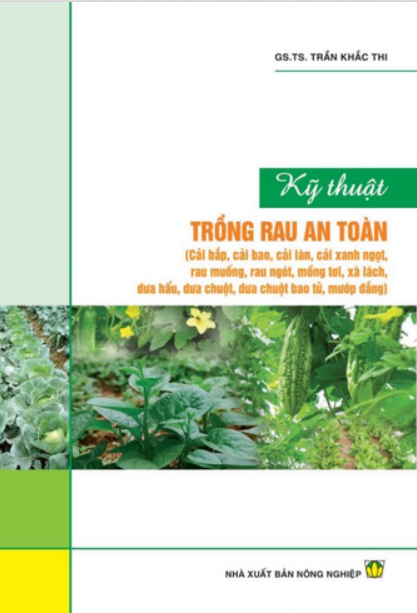 GS.TS. TRẦN KHẮC THI
Kỹ thuật
TRỒNG RAU AN TOÀN
(Cải bắp, cải bao, cải làn, cải xanh ngọt,
rau muống, rau ngót, mồng tơi, xà lách,
dưa hấu, dưa chuột, dưa chuột bao tử, mướp đắng)
NHÀ XUẤT BẢN NÔNG NGHIỆP